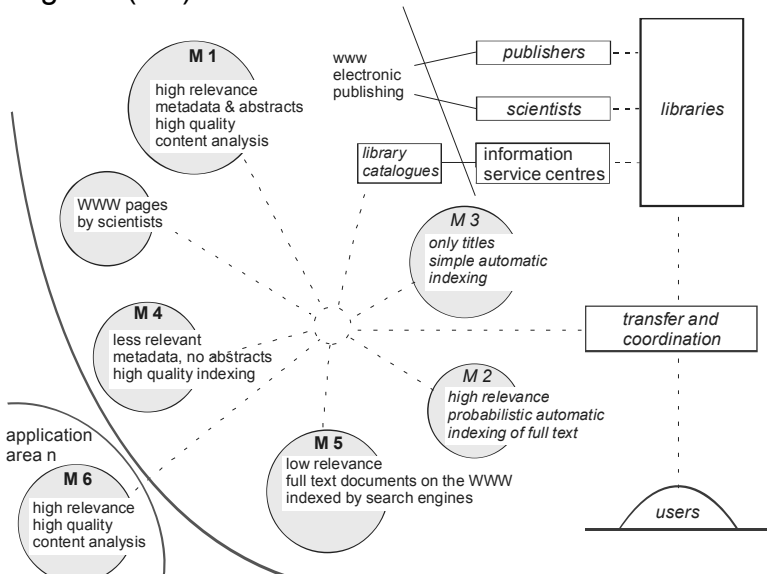 M 1
high relevance
metadata & abstracts
high quality
content analysis
www
electronic
publishing
publishers
scientists
libraries
library
catalogues
information
service centres
WWW pages
by scientists
M 3
only titles
simple automatic
indexing
M 4
less relevant
metadata, no abstracts
high quality indexing
transfer and
coordination
M 2
high relevance
probabilistic automatic
indexing of full text
application
area n
M 5
low relevance
full text documents on the WWW
indexed by search engines
M 6
high relevance
high quality
content analysis
users